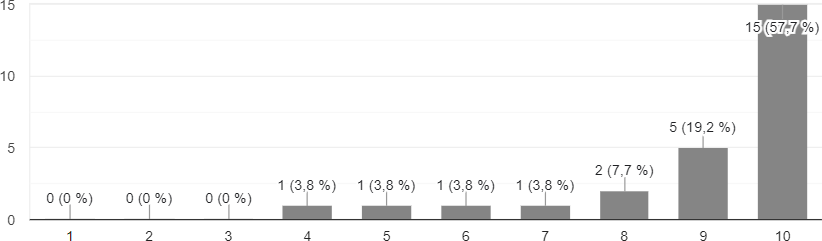 15
15 (57,7 %)
10
5 (19,2 %)
5
2 (7,7 %)
1 (3,8 %)
1 (3,8 %)
1 (3,8 %)
1 (3,8 %)
0 (0 %)
0 (0 %)
0 (0 %)
0
1 2 3 4 5 6 7 8 9 10